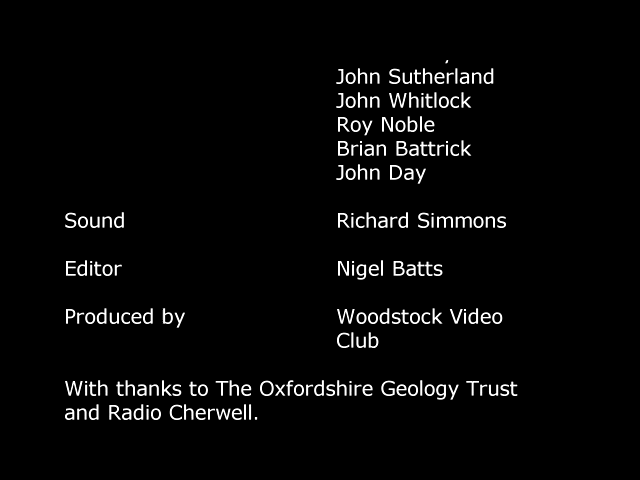 John Sutherland
John Whitlock
Roy Noble
Brian Battrick
John Day
Sound Richard Simmons
Editor Nigel Batts
Produced by Woodstock Video
Club
With thanks to The Oxfordshire Geology Trust
and Radio Cherwell.